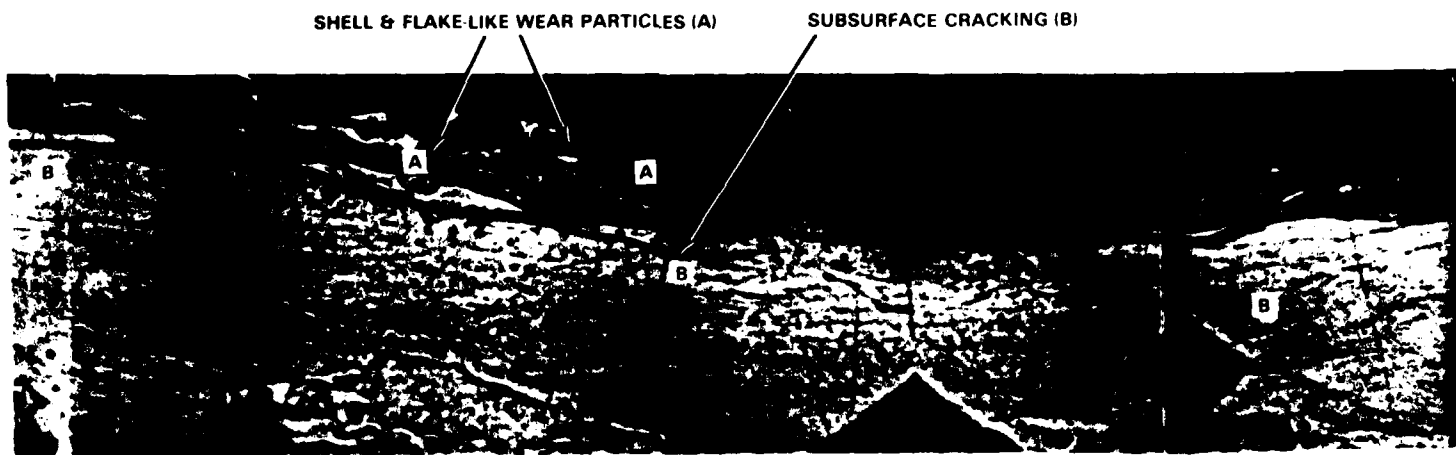 SHELL & FLAKE-LIKE WEAR PARTICLES (A)
SUBSURFACE CRACKING (B)
A
A
B
B
B